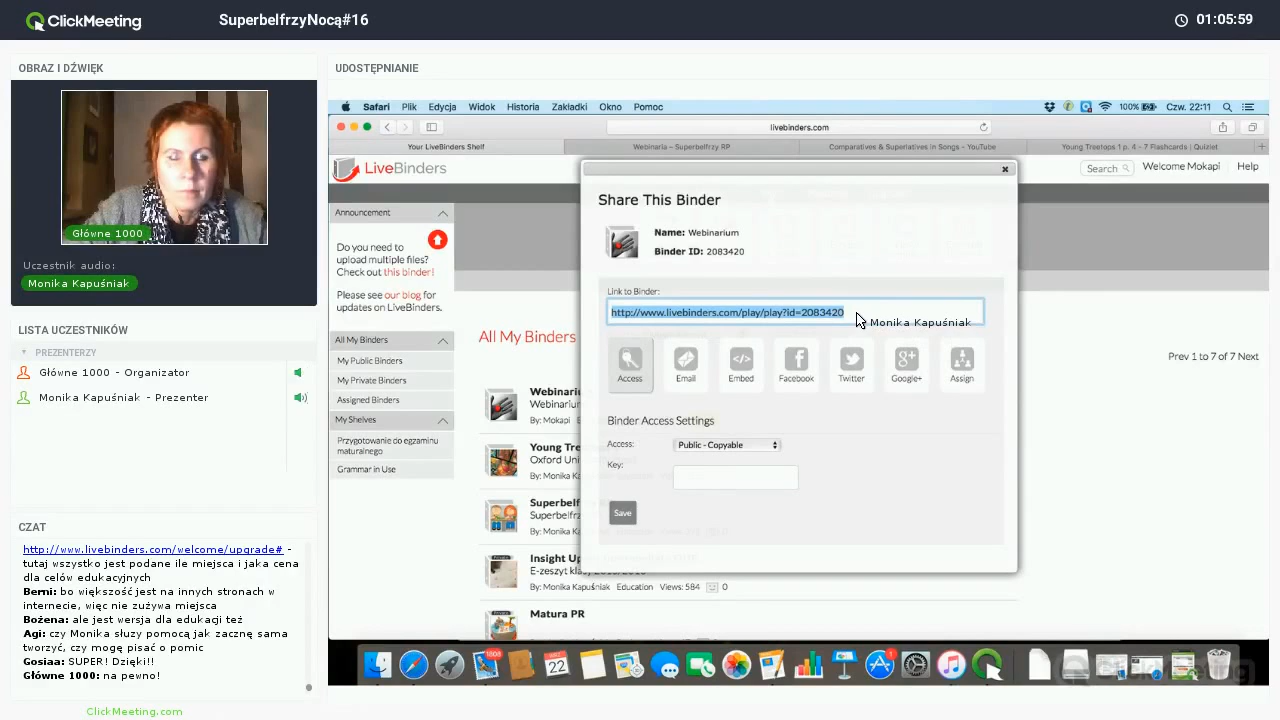 ClickMeeting
SuperbelfrzyNocą#16
01:05:59
OBRAZ I DŹWIĘK
Główne 1000
Uczestnik audio:
Monika Kapuśniak
LISTA UCZESTNIKÓW
PREZENTERZY
Główne 1000 - Organizator
Monika Kapuśniak - Prezenter
CZAT
http://www.livebinders.com/welcome/upgrade# -
tutaj wszystko jest podane ile miejsca i jaka cena
dla celów edukacyjnych
Berni: bo większość jest na innych stronach w
internecie, więc nie zużywa miejsca
Bożena: ale jest wersja dla edukacji też
Agi: czy Monika słuzy pomocą jak zacznę sama
tworzyć, czy mogę pisać o pomic
Gosiaa: SUPER! Dzięki!
Główne 1000: na pewno!
ClickMeeting.com
UDOSTĘPNIANIE
Safari Plik Edycja Widok Historia Zakładki Okno Pomoc
100% Czw. 22:11
livebinders.com
Your LiveBinders Shelf
Webinaria – Superbelfrzy RP
Comparatives & Superlatives in Songs - YouTube
Young Treetops 1 p. 4 - 7 Flashcards | Quizlet
LiveBinders
Search
Welcome Mokapi
Help
Announcement
Do you need to
upload multiple files?
Check out this binder!
Please see our blog for
updates on LiveBinders.
All My Binders
My Public Binders
My Private Binders
Assigned Binders
My Shelves
Przygotowanie do egzaminu
maturalnego
Grammar in Use
All My Binders
Prev 1 to 7 of 7 Next
Webinarium
Webinarium
By: Mokapi
Young
Oxford
By: Monika
Superbelfrzy
By: Monika
Insight
E-zeszyt klasy
By: Monika Kapuśniak Education Views: 584 0
Matura PR
Share This Binder
Name: Webinarium
Binder ID: 2083420
Link to Binder:
http://www.livebinders.com/play/play?id=2083420
Monika Kapuśniak
Access
Email
Embed
Facebook
Twitter
Google+
Assign
Binder Access Settings
Access:
Public - Copyable
Key:
Save
22
1
ClickMeeting